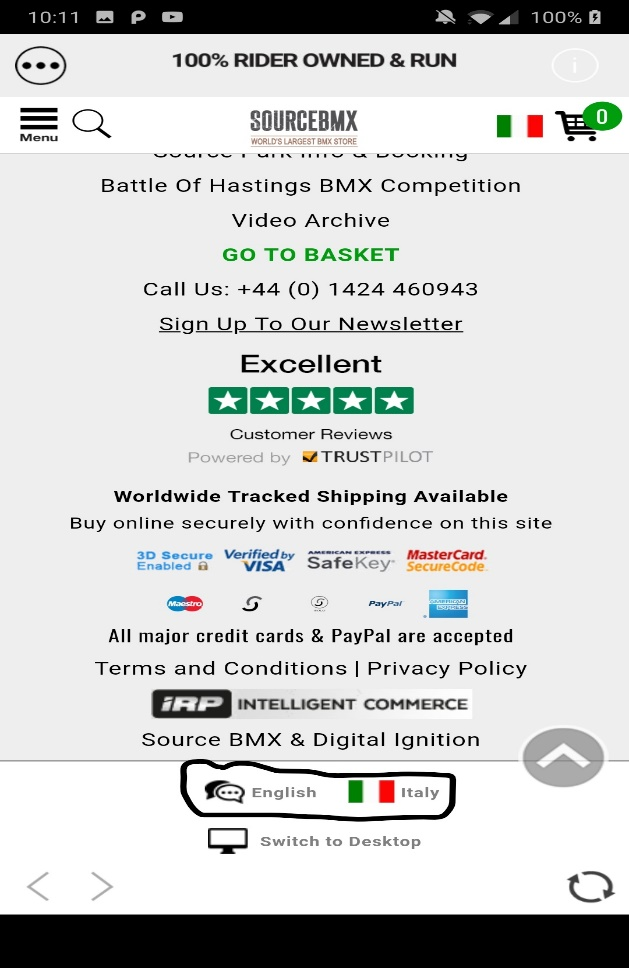 10:11 100%
100% RIDER OWNED & RUN
i
Menu
SOURCEBMX
WORLD'S LARGEST BMX STORE
0
Source Park Info & Booking
Battle Of Hastings BMX Competition
Video Archive
GO TO BASKET
Call Us: +44 (0) 1424 460943
Sign Up To Our Newsletter
Excellent
Customer Reviews
Powered by TRUSTPILOT
Worldwide Tracked Shipping Available
Buy online securely with confidence on this site
3D Secure
Enabled
Verified by
VISA
AMERICAN EXPRESS
SafeKey
MasterCard.
SecureCode.
Maestro
S
S
PayPal
AMERICAN
EXPRESS
All major credit cards & PayPal are accepted
Terms and Conditions | Privacy Policy
iRP INTELLIGENT COMMERCE
Source BMX & Digital Ignition
English Italy
Switch to Desktop